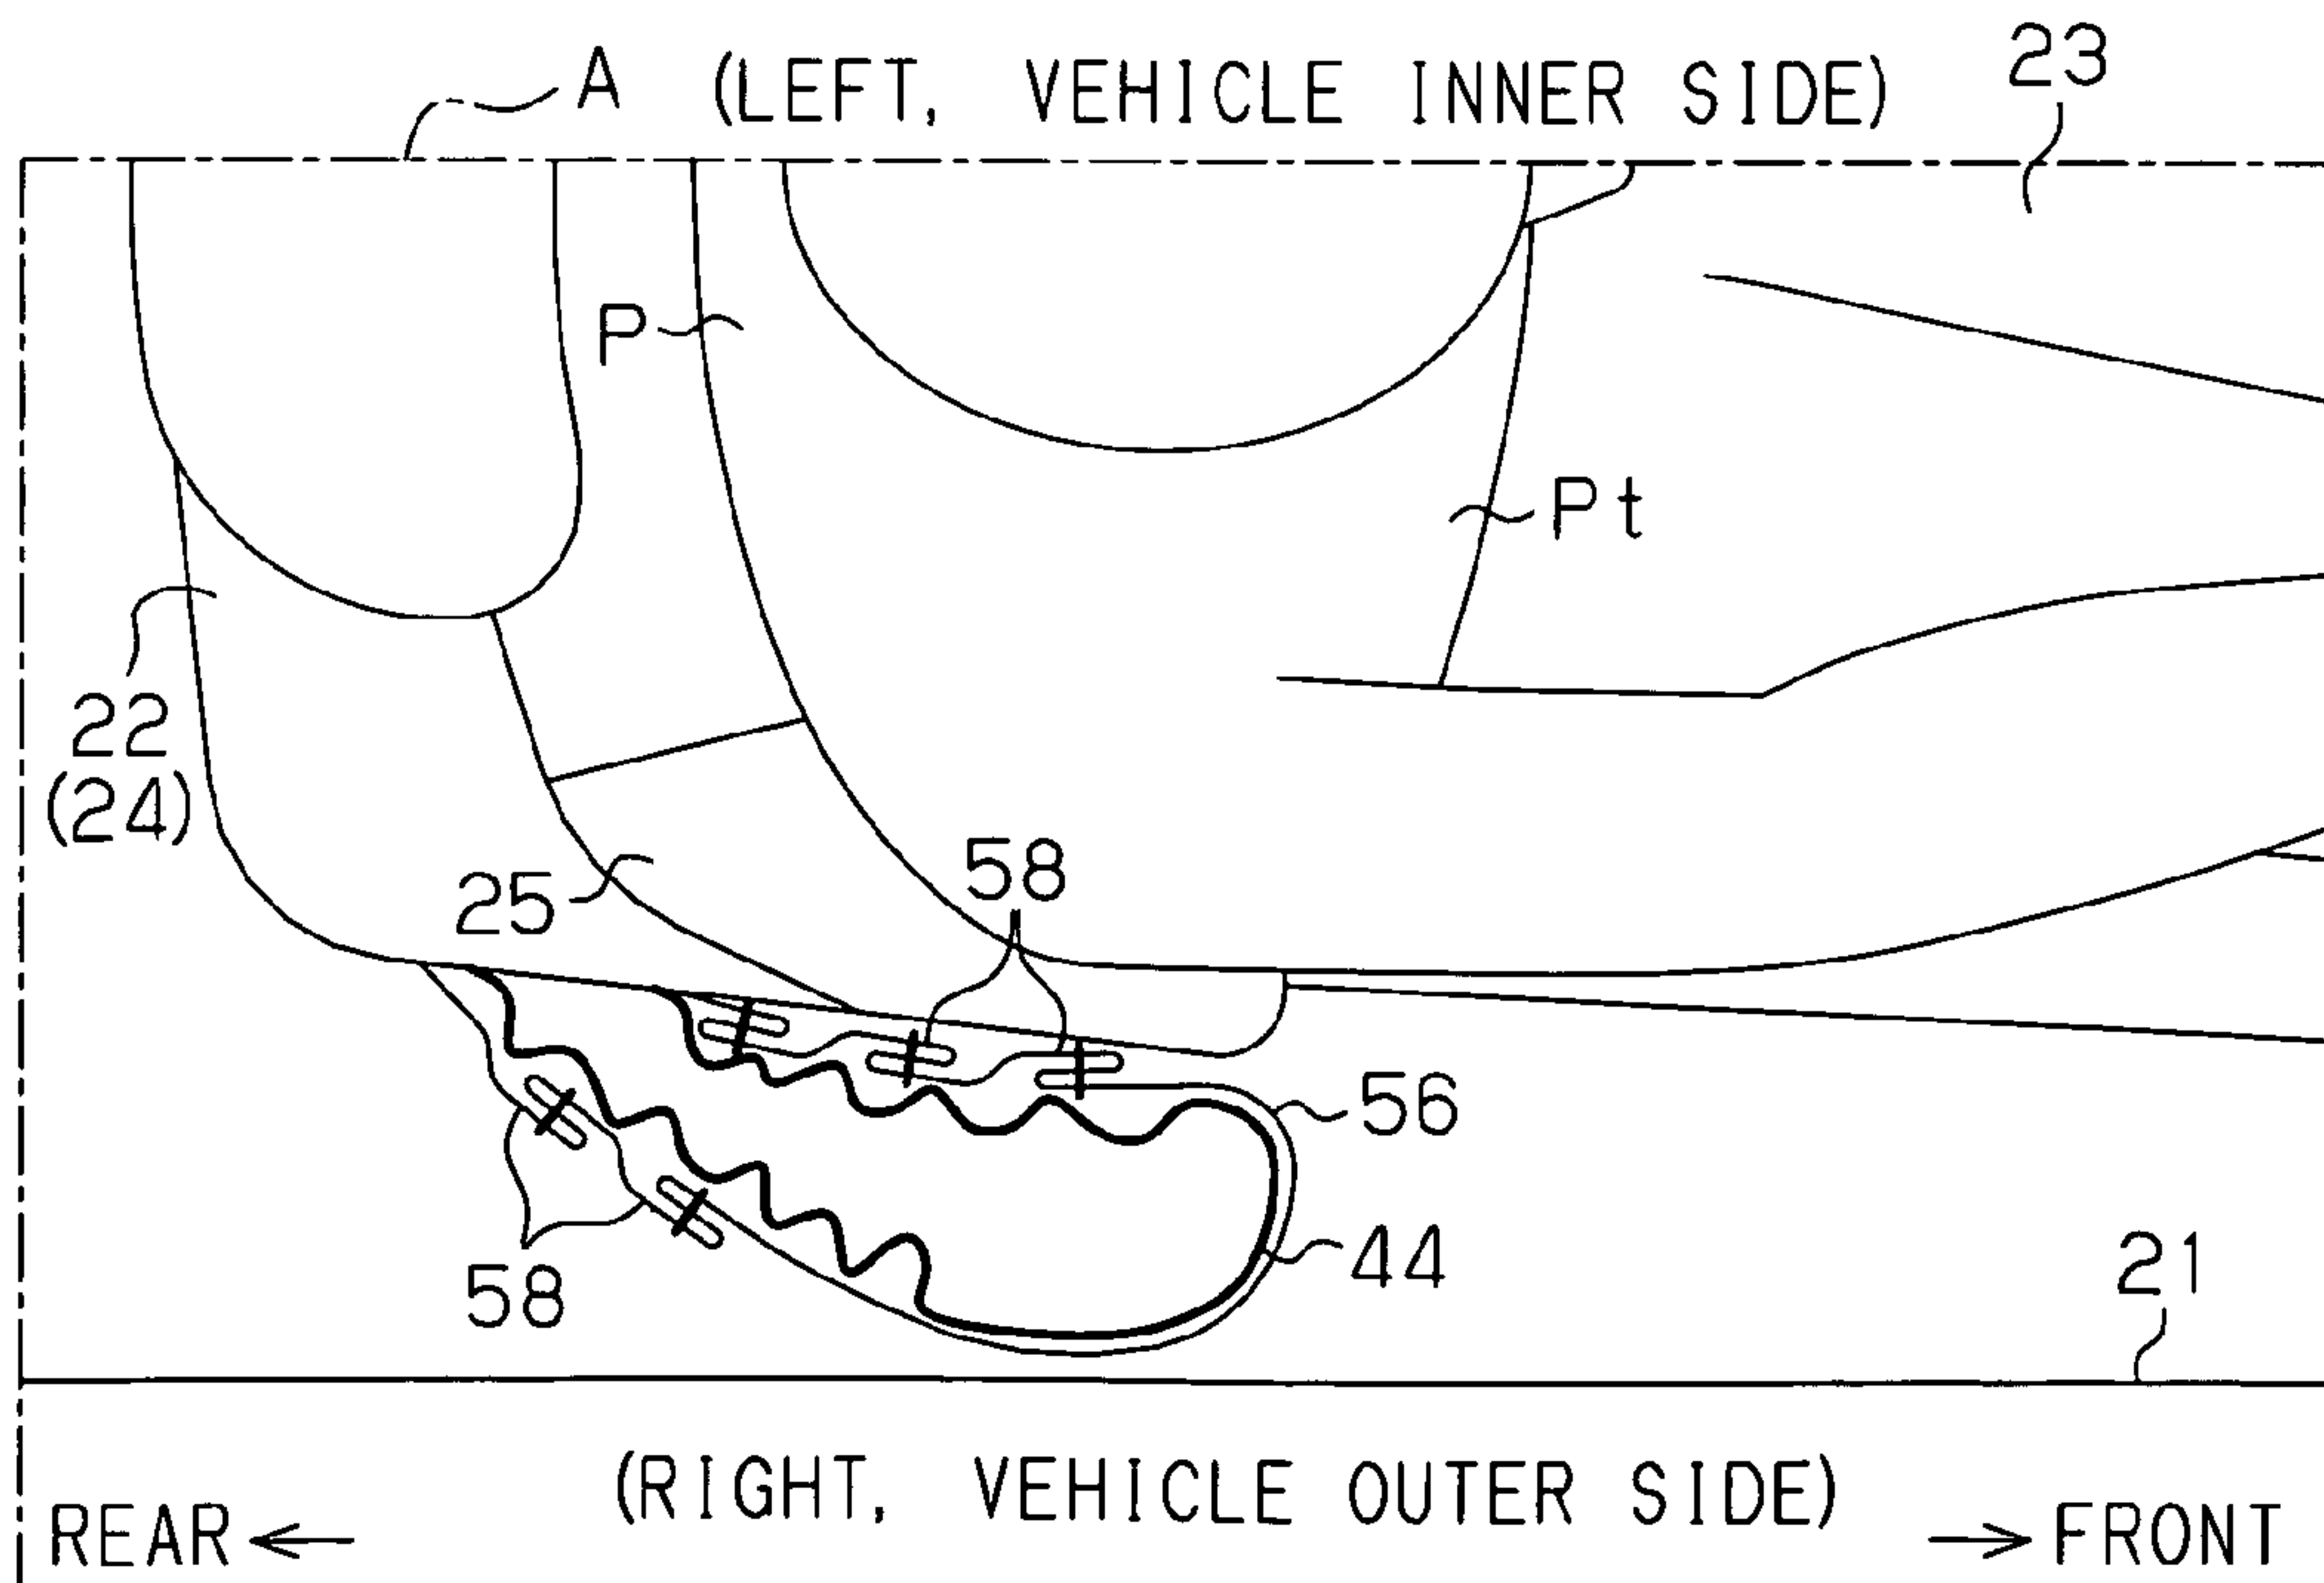 A (LEFT, VEHICLE INNER SIDE)
23
P
Pt
22
(24)
58
25
56
44
21
58
(RIGHT, VEHICLE OUTER SIDE)
REAR
FRONT